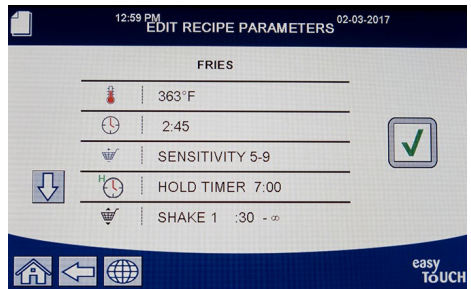 12:59 PM
02-03-2017
EDIT RECIPE PARAMETERS
FRIES
363°F
2:45
SENSITIVITY 5-9
H
HOLD TIMER 7:00
SHAKE 1 :30 - ∞
easy
TOUCH